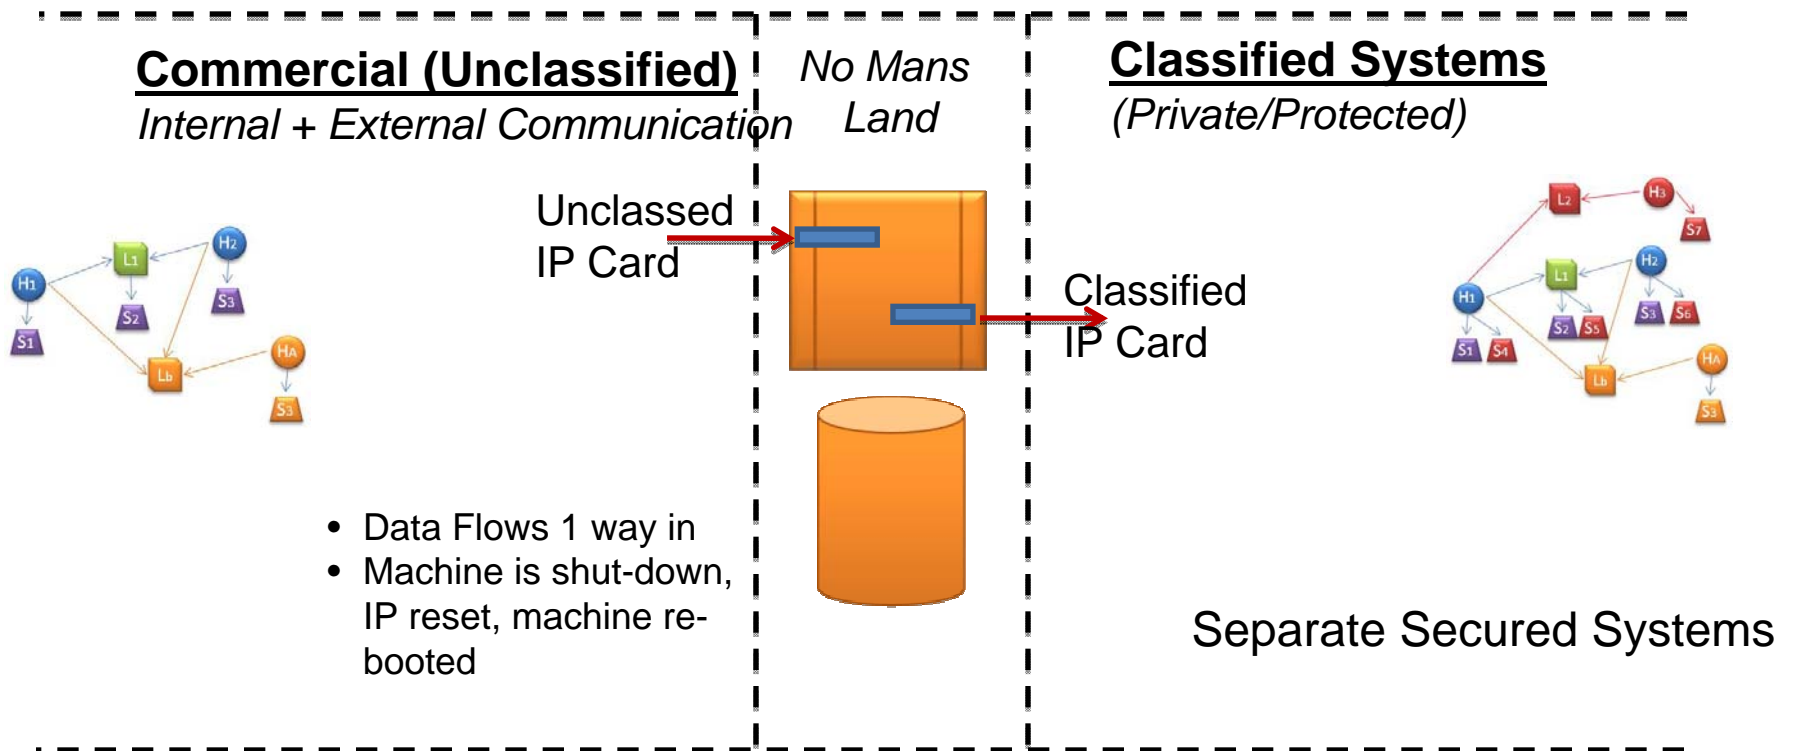 Commercial (Unclassified)
Internal + External Communication
No Mans
Land
Classified Systems
(Private/Protected)
Unclassed
IP Card
Classified
IP Card
H1
L1
H2
S1
S2
S3
Lb
HA
S3
L2
H3
S7
H1
L1
H2
S1
S4
S2
S5
S3
S6
Lb
HA
S3
• Data Flows 1 way in
• Machine is shut-down,
IP reset, machine re-
booted
Separate Secured Systems